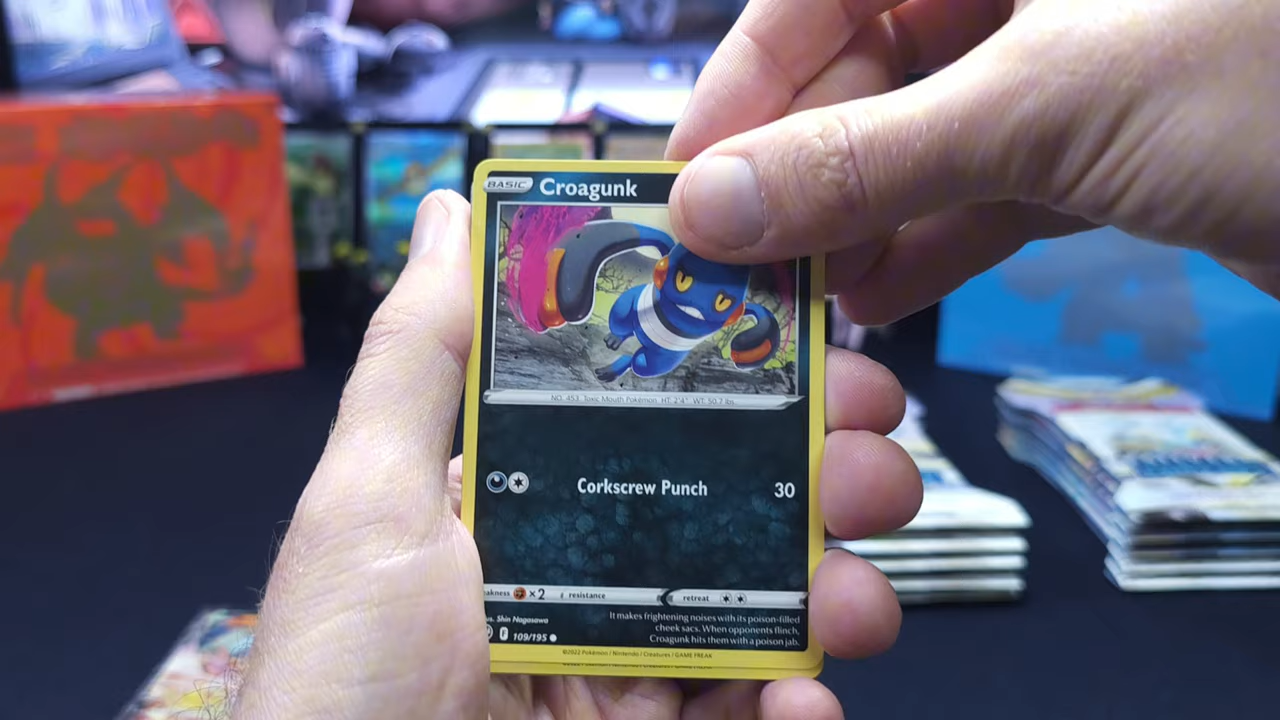 BASIC Croagunk
NO. 453 Toxic Mouth Pokémon HT: 2'4" WT: 50.7 lbs.
Corkscrew Punch 30
akness ×2 resistance retreat
us. Shin Nagasawa
It makes frightening noises with its poison-filled
cheek sacs. When opponents flinch,
Croagunk hits them with a poison jab.
F 109/195
©2022 Pokémon / Nintendo / Creatures / GAME FREAK